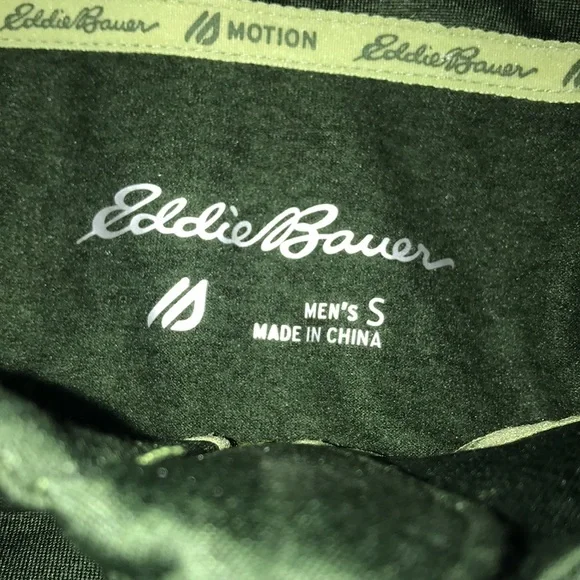 Eddie Bauer MOTION Eddie Bauer
Eddie Bauer
MEN'S S
MADE IN CHINA